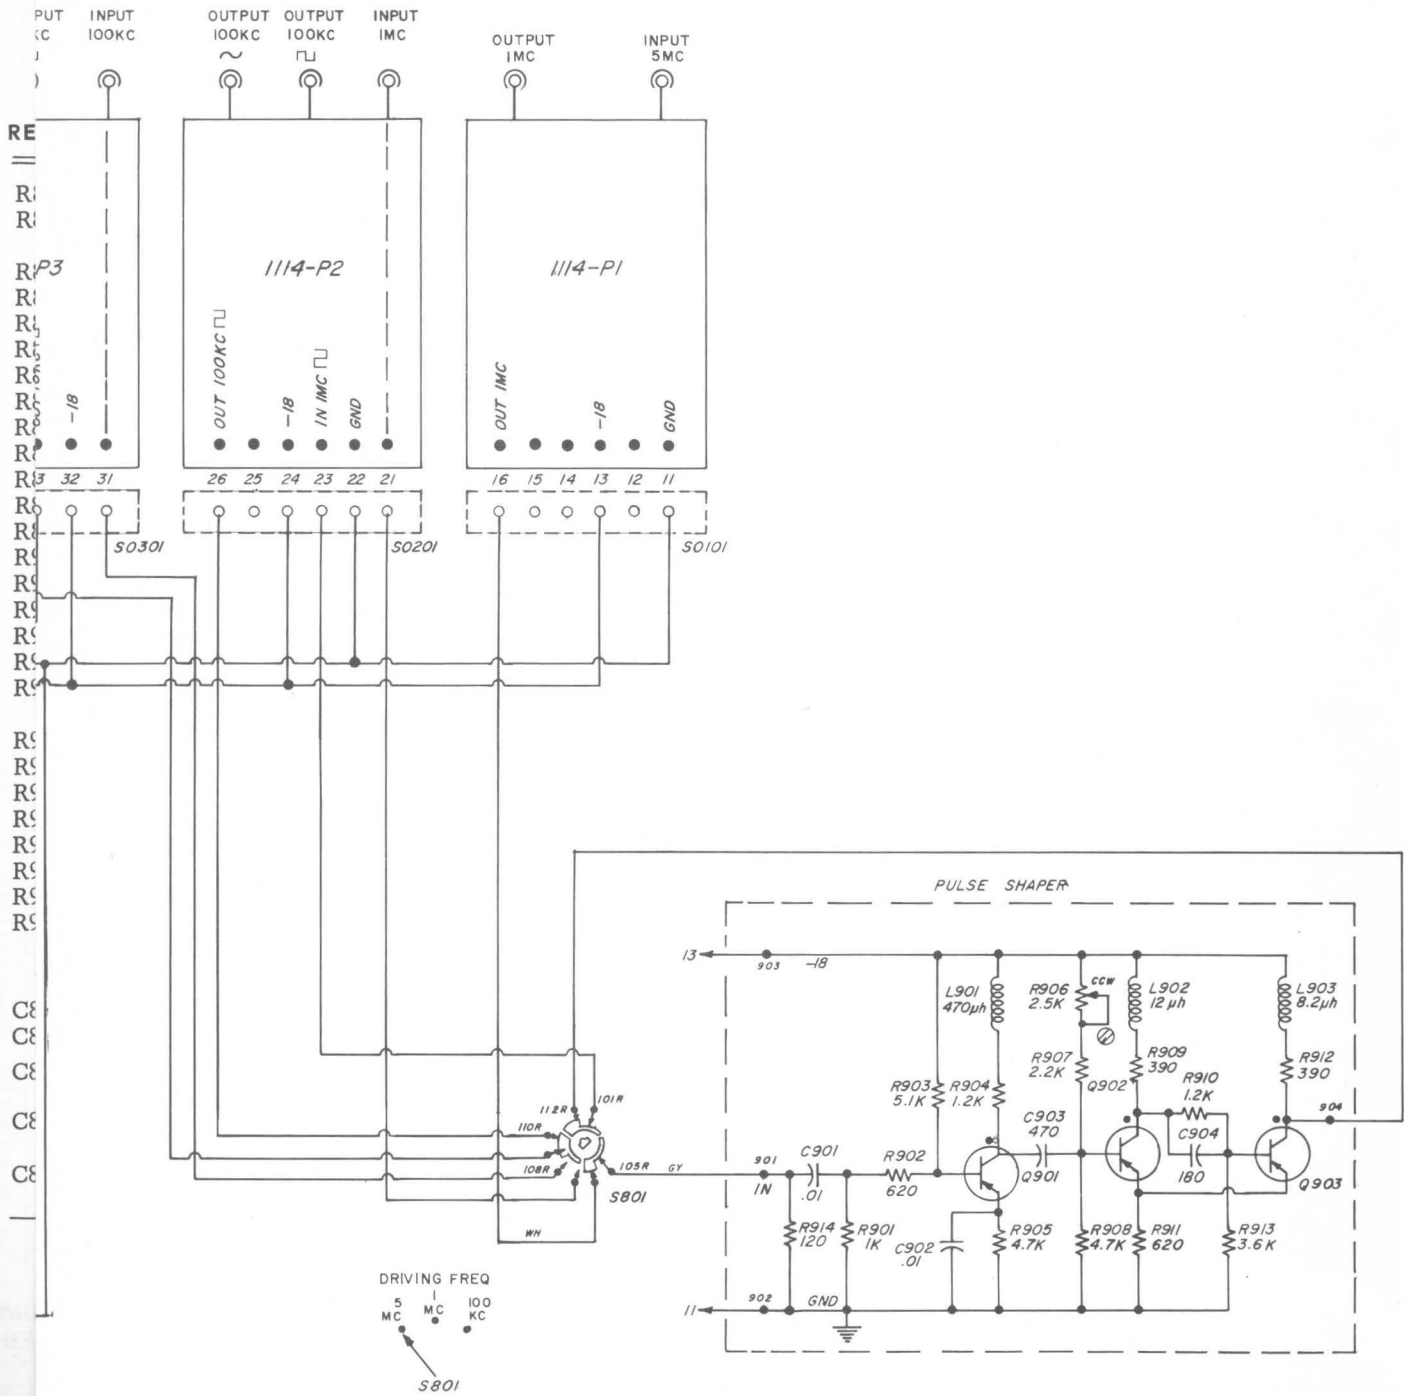 INPUT
100KC
OUTPUT
100KC
OUTPUT
100KC
INPUT
1MC
OUTPUT
1MC
INPUT
5MC
RE
P3
1114-P2
1114-P1
-18
OUT 100KC
-18
IN 1MC
GND
OUT 1MC
-18
GND
3 32 31
26 25 24 23 22 21
16 15 14 13 12 11
SO301
SO201
SO101
PULSE SHAPER
13
903
-18
L901
470µh
R906
2.5K
CCW
L902
12µh
L903
8.2µh
R907
2.2K
Q902
R909
390
R912
390
R903
5.1K
R904
1.2K
R910
1.2K
904
C903
470
C904
180
112R
101R
110R
108R
105R
GY
S801
WH
901
IN
C901
.01
R902
620
Q901
Q903
R914
120
R901
1K
C902
.01
R905
4.7K
R908
4.7K
R911
620
R913
3.6K
11
902
GND
DRIVING FREQ
5
MC
1
MC
100
KC
S801